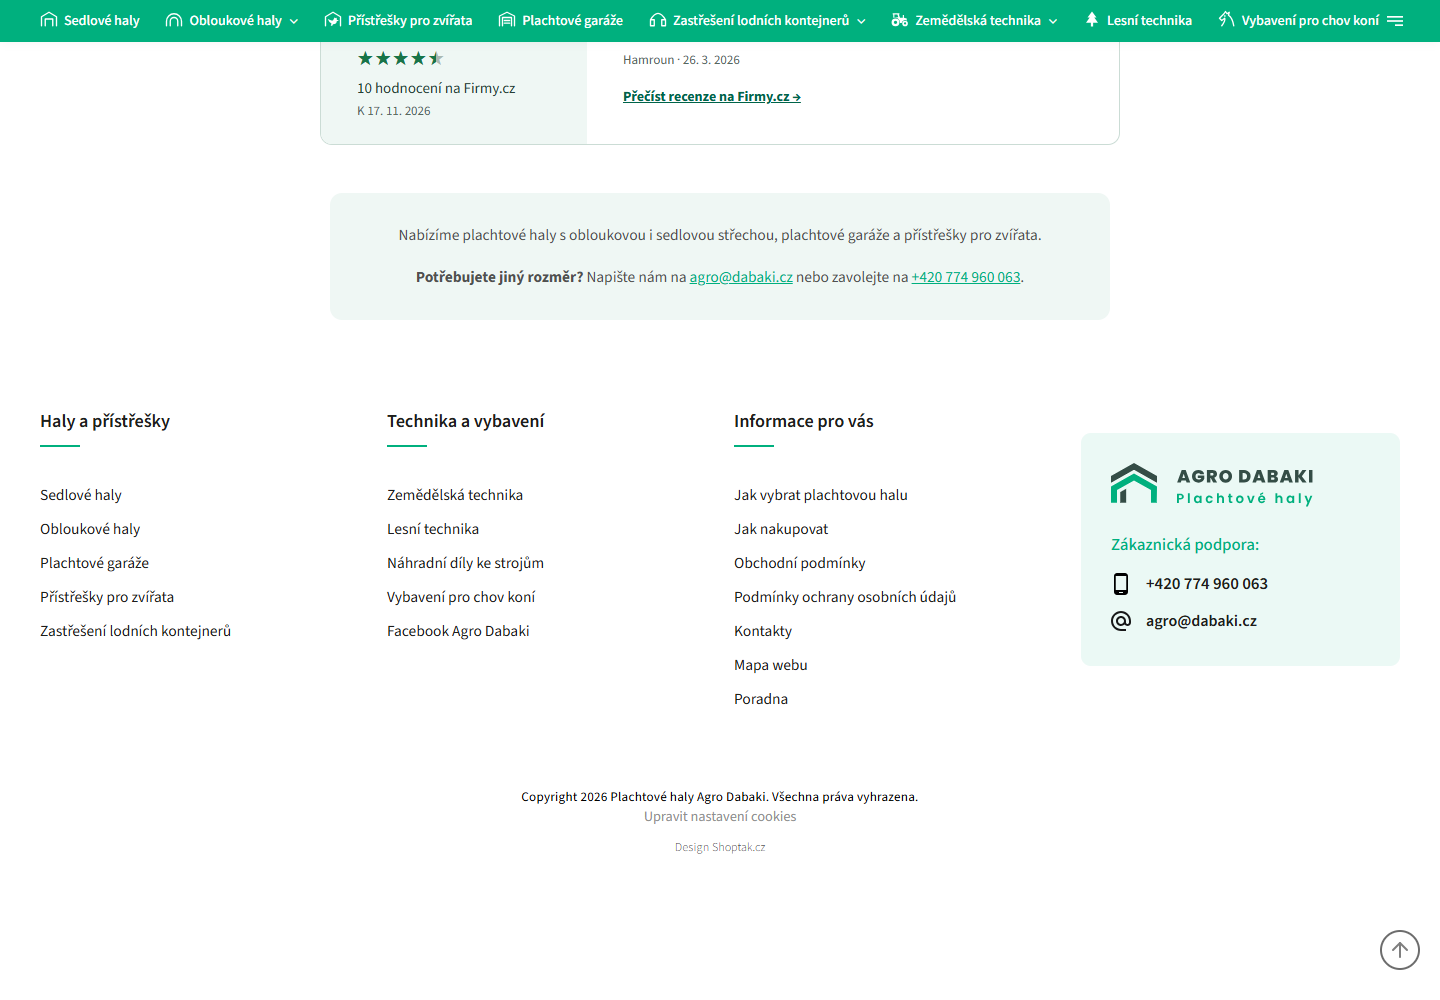 Sedlové haly
Obloukové haly
Přístřešky pro zvířata
Plachtové garáže
Zastřešení lodních kontejnerů
Zemědělská technika
Lesní technika
Vybavení pro chov koní
10 hodnocení na Firmy.cz
K 17. 11. 2026
Hamroun · 26. 3. 2026
Přečíst recenze na Firmy.cz →
Nabízíme plachtové haly s obloukovou i sedlovou střechou, plachtové garáže a přístřešky pro zvířata.
Potřebujete jiný rozměr? Napište nám na agro@dabaki.cz nebo zavolejte na +420 774 960 063.
Haly a přístřešky
Sedlové haly
Obloukové haly
Plachtové garáže
Přístřešky pro zvířata
Zastřešení lodních kontejnerů
Technika a vybavení
Zemědělská technika
Lesní technika
Náhradní díly ke strojům
Vybavení pro chov koní
Facebook Agro Dabaki
Informace pro vás
Jak vybrat plachtovou halu
Jak nakupovat
Obchodní podmínky
Podmínky ochrany osobních údajů
Kontakty
Mapa webu
Poradna
AGRO DABAKI
Plachtové haly
Zákaznická podpora:
+420 774 960 063
agro@dabaki.cz
Copyright 2026 Plachtové haly Agro Dabaki. Všechna práva vyhrazena.
Upravit nastavení cookies
Design Shoptak.cz